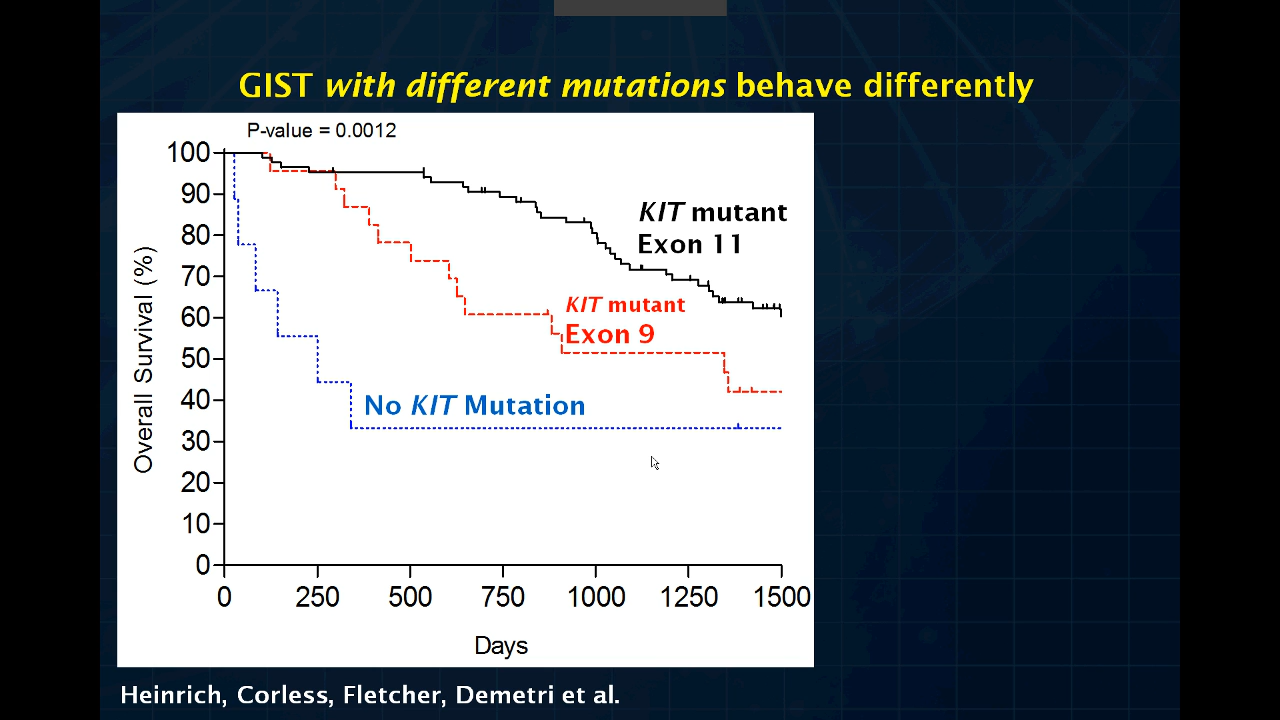 GIST with different mutations behave differently
P-value = 0.0012
100
90
80
70
60
50
40
30
20
10
0
Overall Survival (%)
KIT mutant
Exon 11
KIT mutant
Exon 9
No KIT Mutation
0 250 500 750 1000 1250 1500
Days
Heinrich, Corless, Fletcher, Demetri et al.